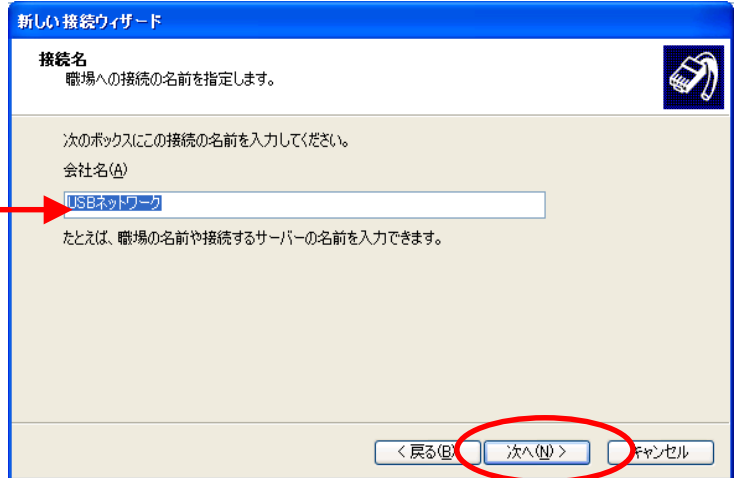 新しい接続ウィザード
接続名
職場への接続の名前を指定します。
次のボックスにこの接続の名前を入力してください。
会社名(A)
USBネットワーク
たとえば、職場の名前や接続するサーバーの名前を入力できます。
< 戻る(B) 次へ(N) > キャンセル